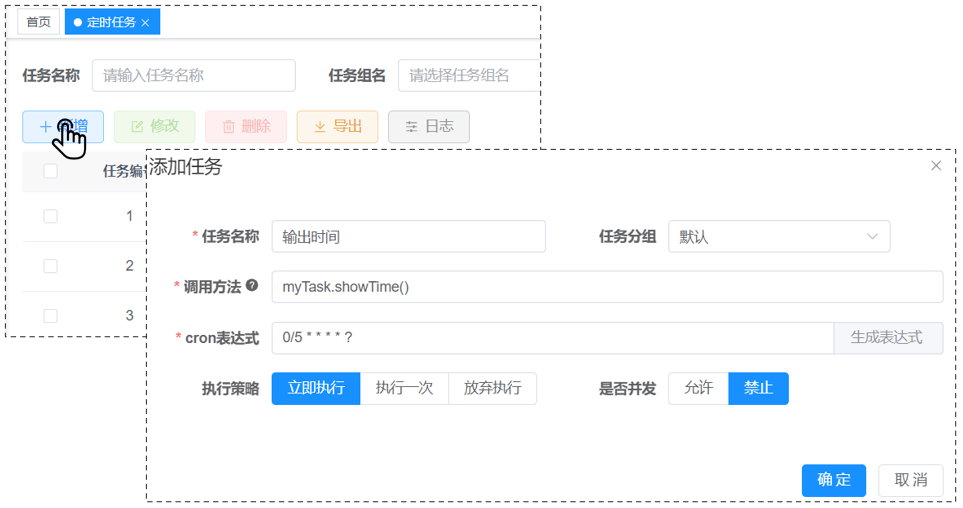 首页 定时任务 ×
任务名称 请输入任务名称 任务组名 请选择任务组名
+ 增 修改 删除 导出 日志
任务编
1
2
3
添加任务 ×
* 任务名称 输出时间 任务分组 默认
* 调用方法 ? myTask.showTime()
* cron表达式 0/5 * * * * ? 生成表达式
执行策略 立即执行 执行一次 放弃执行 是否并发 允许 禁止
确 定 取 消